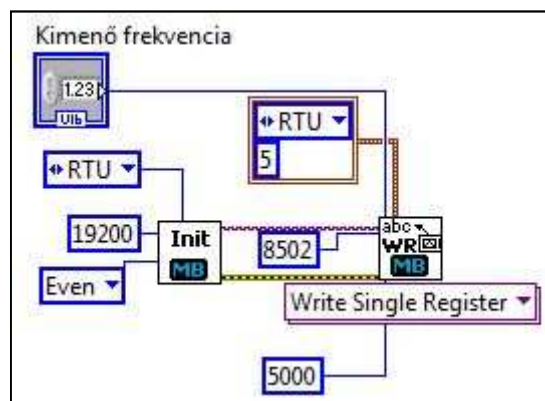 Kimenő frekvencia
1.23
U16
RTU
RTU
5
19200
Init
MB
8502
abc
WR
MB
Even
Write Single Register
5000